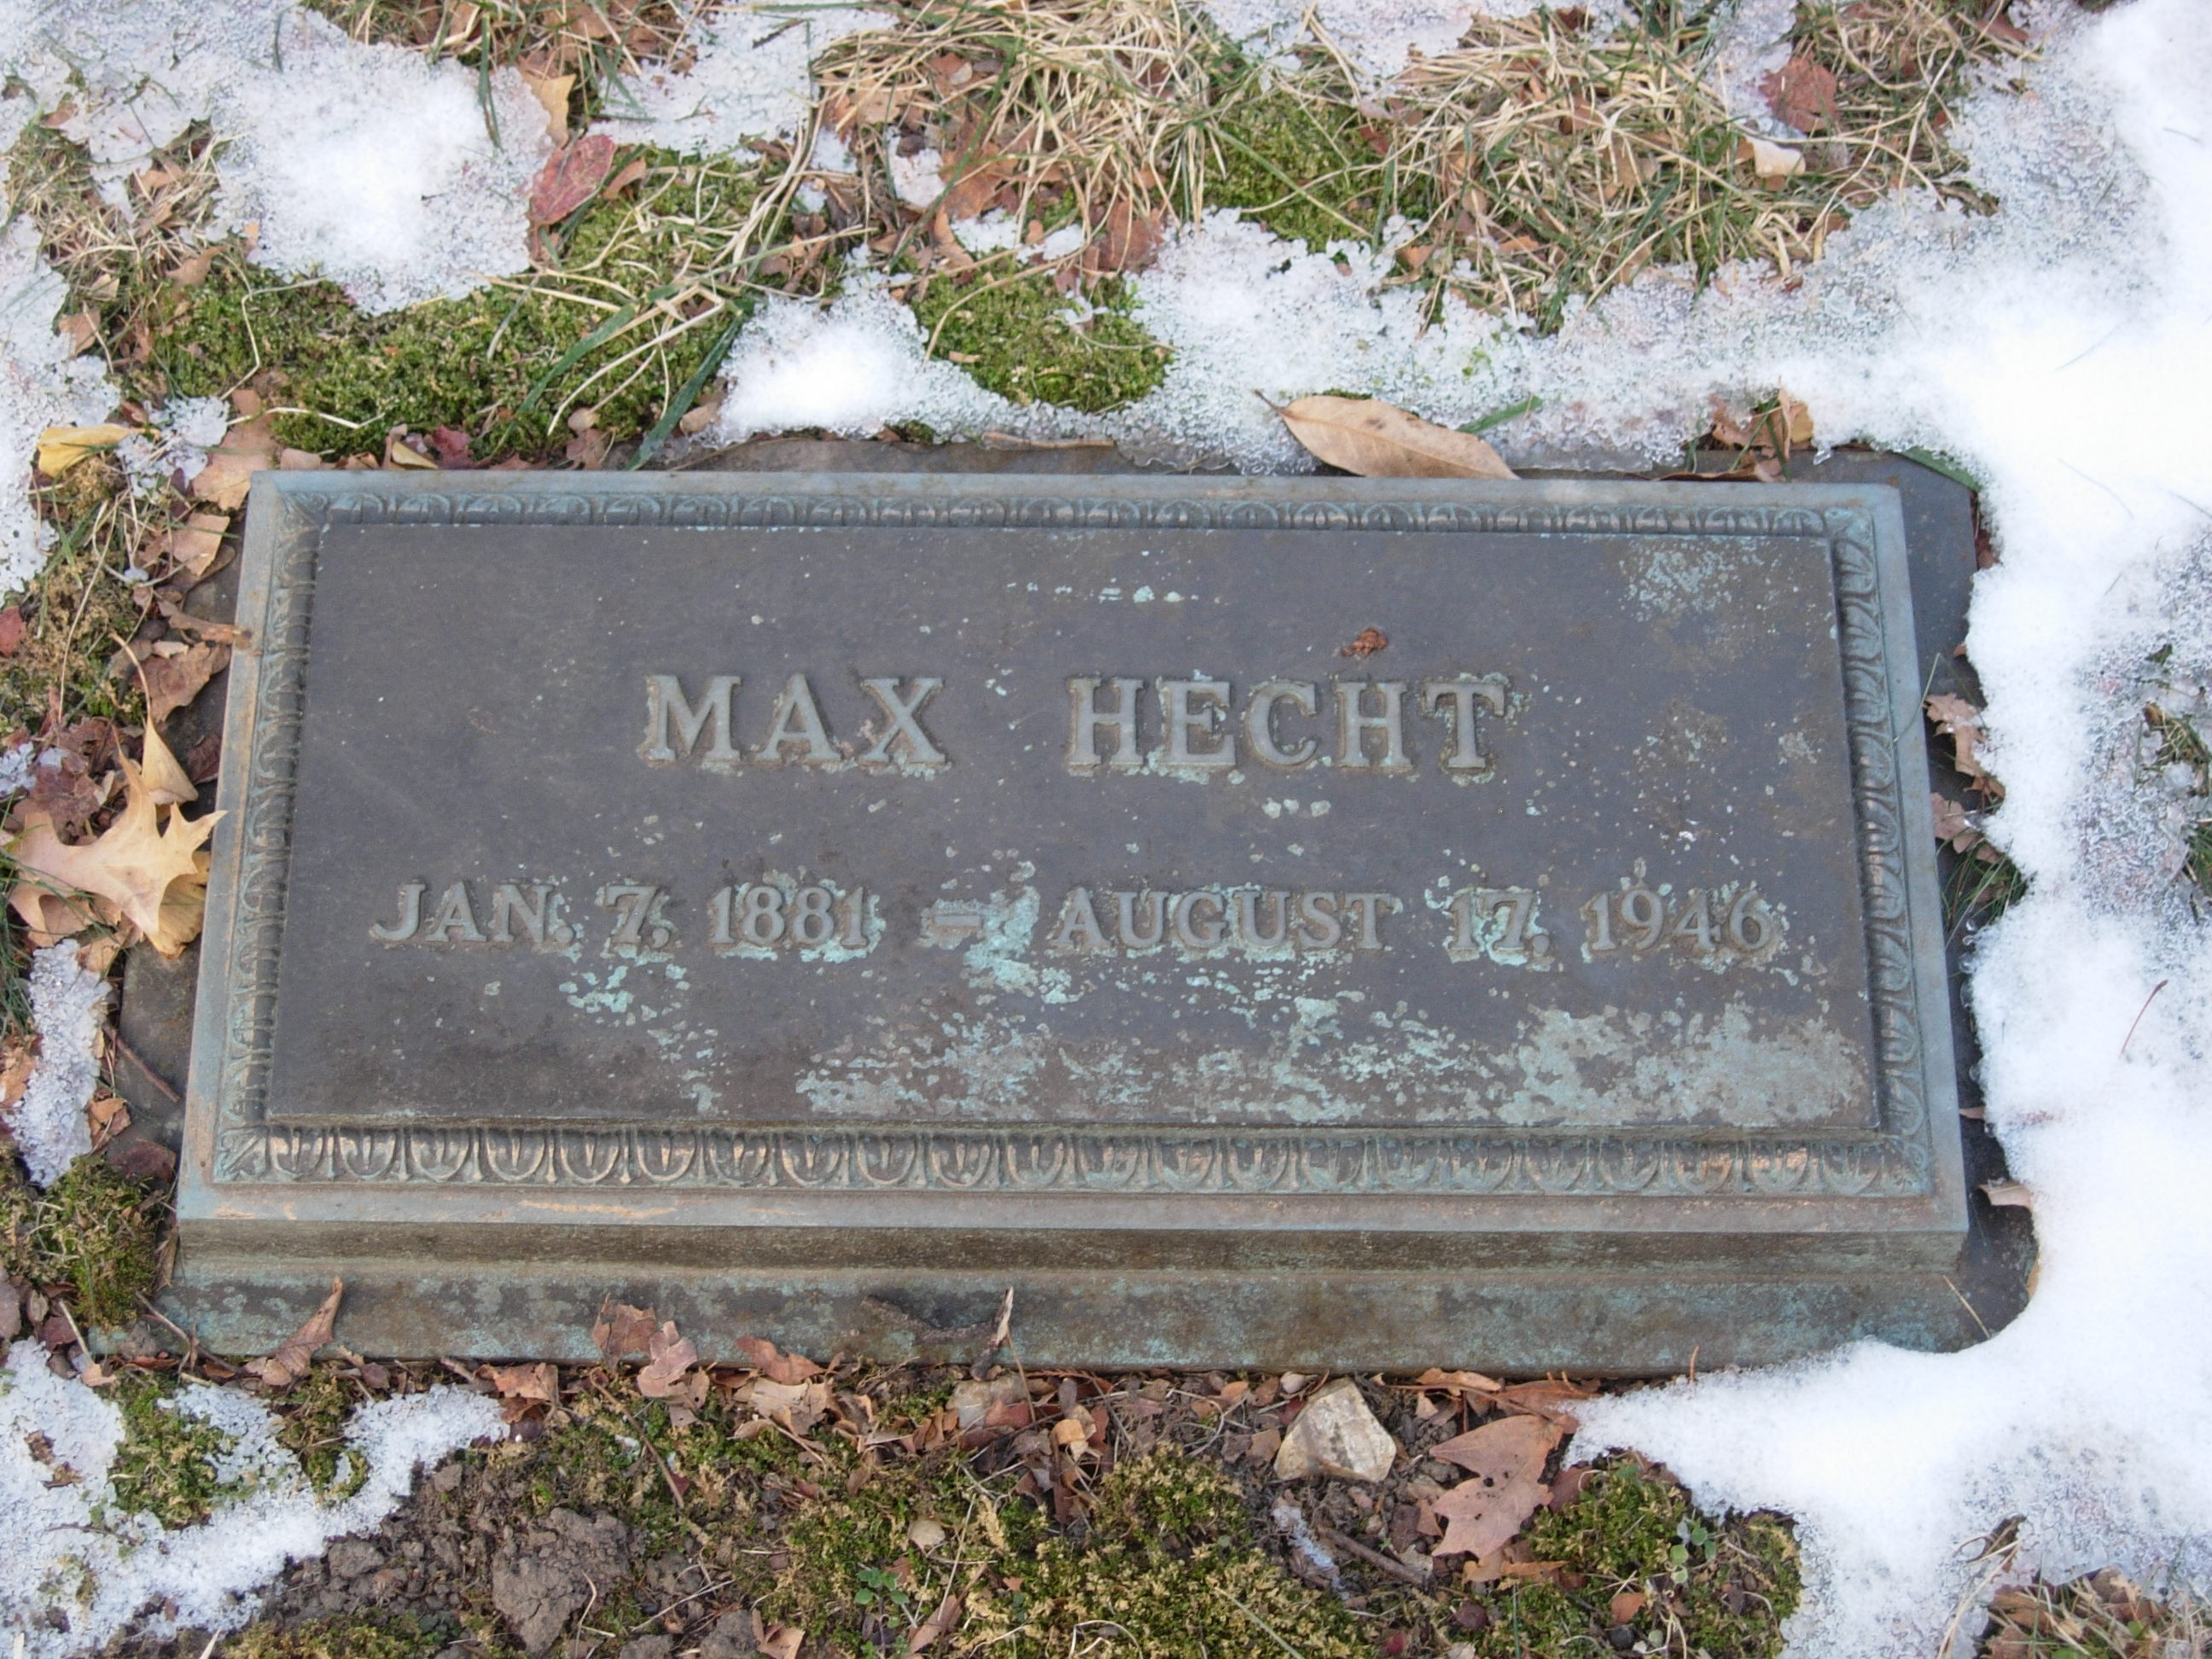 MAX HECHT
JAN. 7, 1881 – AUGUST 17, 1946